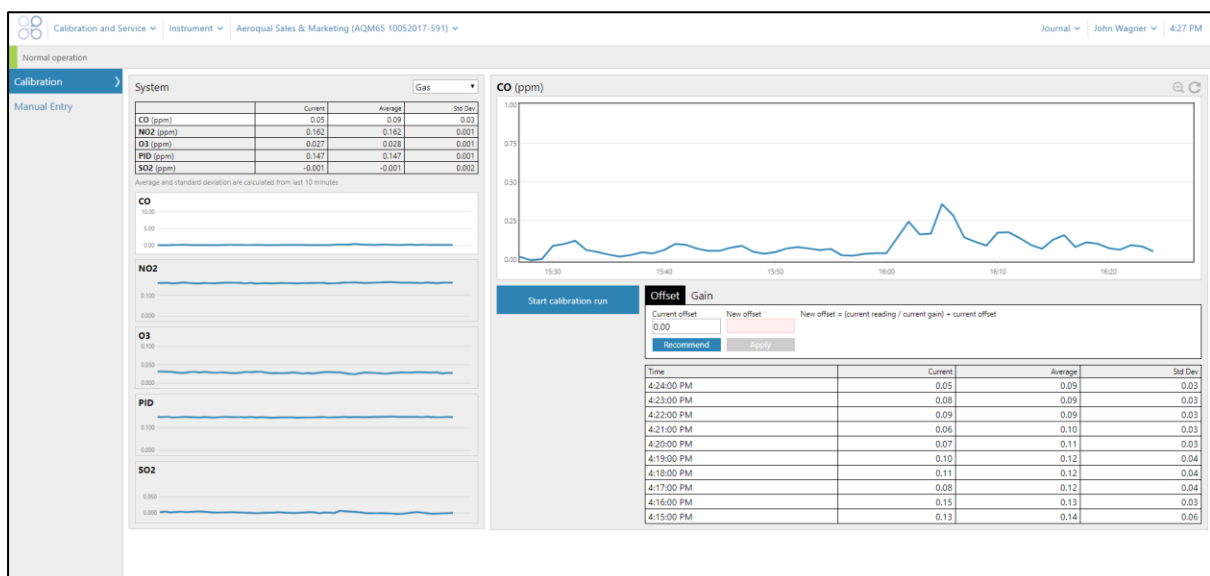 Calibration and Service Instrument Aeroqual Sales & Marketing (AQM65 10052017-591) Journal John Wagner 4:27 PM
Normal operation
Calibration
Manual Entry
System Gas
Current Average Std Dev
CO (ppm) 0.05 0.09 0.03
NO2 (ppm) 0.162 0.162 0.001
O3 (ppm) 0.027 0.028 0.001
PID (ppm) 0.147 0.147 0.001
SO2 (ppm) -0.001 -0.001 0.002
Average and standard deviation are calculated from last 10 minutes
CO
10.00
5.00
0.00
NO2
0.100
0.000
O3
0.100
0.050
0.000
PID
0.100
0.000
SO2
0.050
0.000
CO (ppm)
1.00
0.75
0.50
0.25
0.00
15:30 15:40 15:50 16:00 16:10 16:20
Start calibration run
Offset Gain
Current offset New offset New offset = (current reading / current gain) + current offset
0.00
Recommend Apply
Time Current Average Std Dev
4:24:00 PM 0.05 0.09 0.03
4:23:00 PM 0.08 0.09 0.03
4:22:00 PM 0.09 0.09 0.03
4:21:00 PM 0.06 0.10 0.03
4:20:00 PM 0.07 0.11 0.03
4:19:00 PM 0.10 0.12 0.04
4:18:00 PM 0.11 0.12 0.04
4:17:00 PM 0.08 0.12 0.04
4:16:00 PM 0.15 0.13 0.03
4:15:00 PM 0.13 0.14 0.06